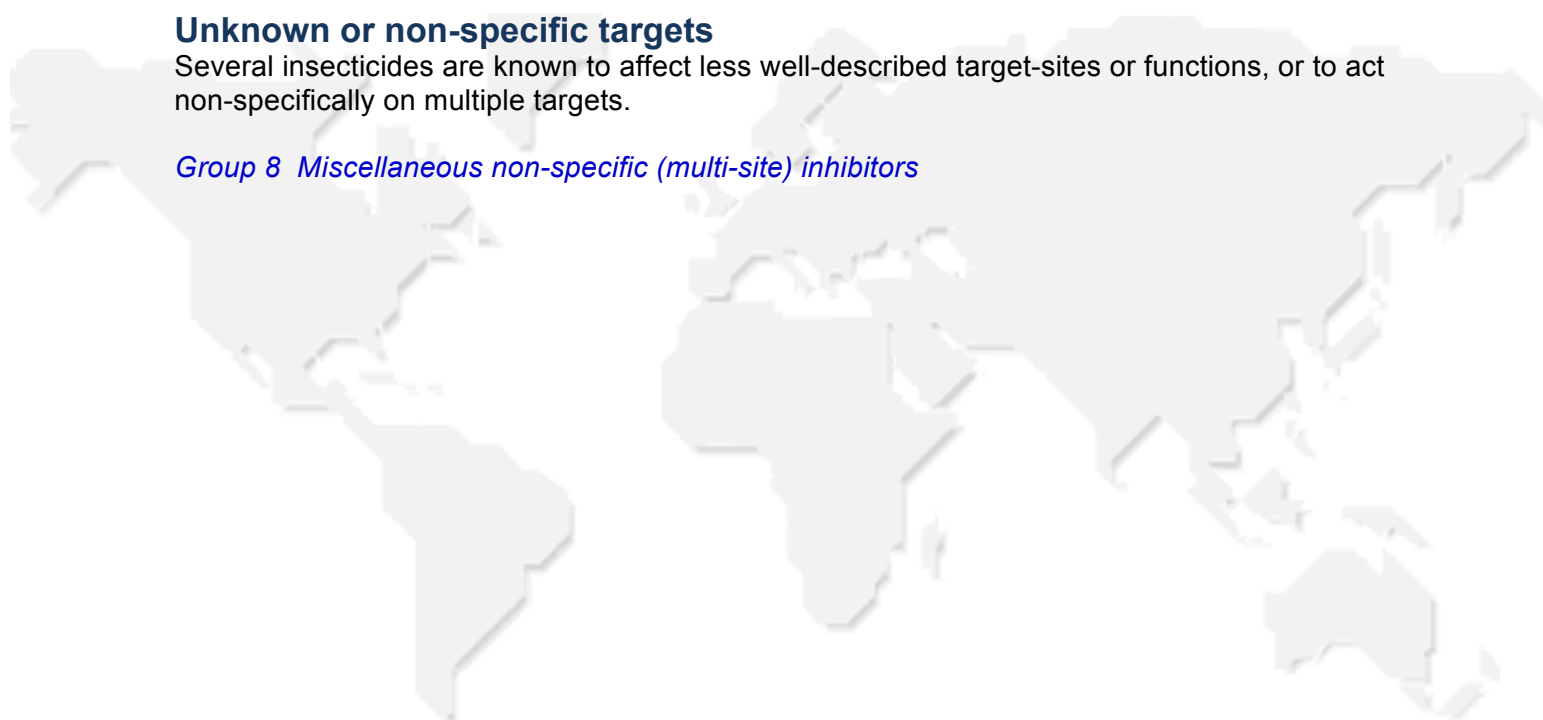 Unknown or non-specific targets
Several insecticides are known to affect less well-described target-sites or functions, or to act
non-specifically on multiple targets.
Group 8  Miscellaneous non-specific (multi-site) inhibitors